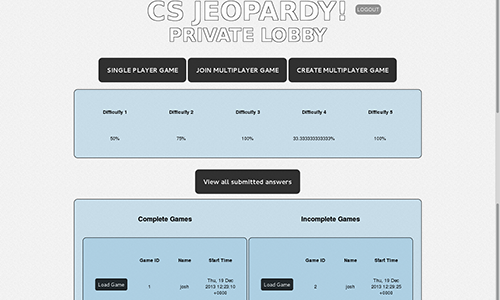 CS JEOPARDY! LOGOUT
PRIVATE LOBBY
SINGLE PLAYER GAME JOIN MULTIPLAYER GAME CREATE MULTIPLAYER GAME
Difficulty 1 Difficulty 2 Difficulty 3 Difficulty 4 Difficulty 5
50% 75% 100% 33.3333333333333% 100%
View all submitted answers
Complete Games Incomplete Games
Game ID Name Start Time Game ID Name Start Time
Load Game 1 josh Thu, 19 Dec 2013 12:29:10 +0000 Load Game 2 josh Thu, 19 Dec 2013 12:29:25 +0000